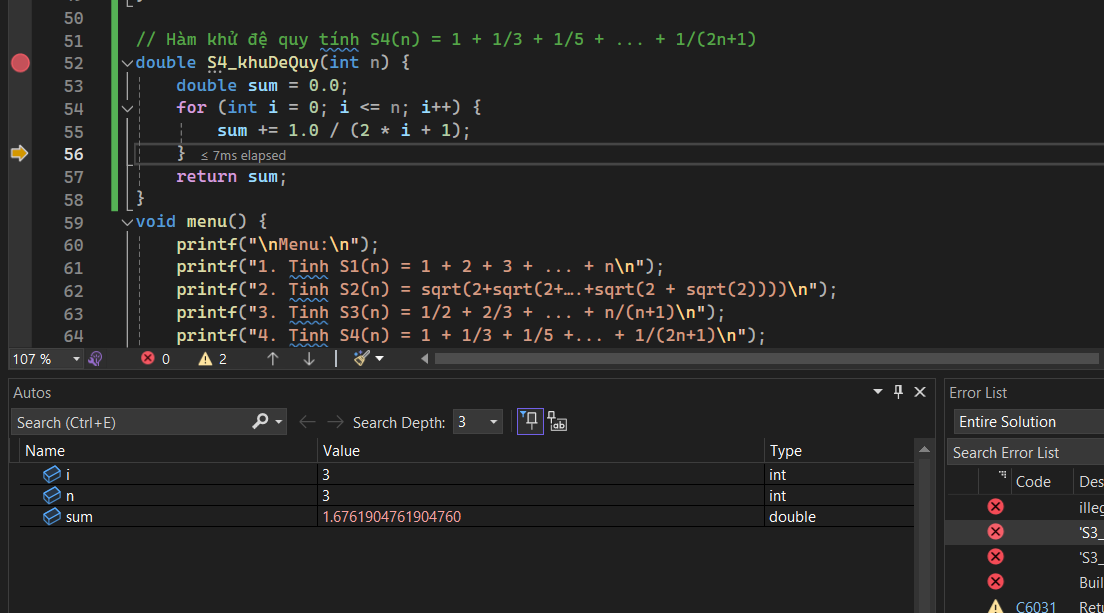 50
51 // Hàm khử đệ quy tính S4(n) = 1 + 1/3 + 1/5 + ... + 1/(2n+1)
52 double S4_khuDeQuy(int n) {
53 double sum = 0.0;
54 for (int i = 0; i <= n; i++) {
55 sum += 1.0 / (2 * i + 1);
56 } ≤ 7ms elapsed
57 return sum;
58 }
59 void menu() {
60 printf("\nMenu:\n");
61 printf("1. Tinh S1(n) = 1 + 2 + 3 + ... + n\n");
62 printf("2. Tinh S2(n) = sqrt(2+sqrt(2+….+sqrt(2 + sqrt(2))))\n");
63 printf("3. Tinh S3(n) = 1/2 + 2/3 + ... + n/(n+1)\n");
64 printf("4. Tinh S4(n) = 1 + 1/3 + 1/5 +... + 1/(2n+1)\n");
107 % 0 2
Autos
Search (Ctrl+E) Search Depth: 3
Name Value Type
i 3 int
n 3 int
sum 1.6761904761904760 double
Error List
Entire Solution
Search Error List
Code Des
illeg
'S3_
'S3_
Buil
C6031 Retu